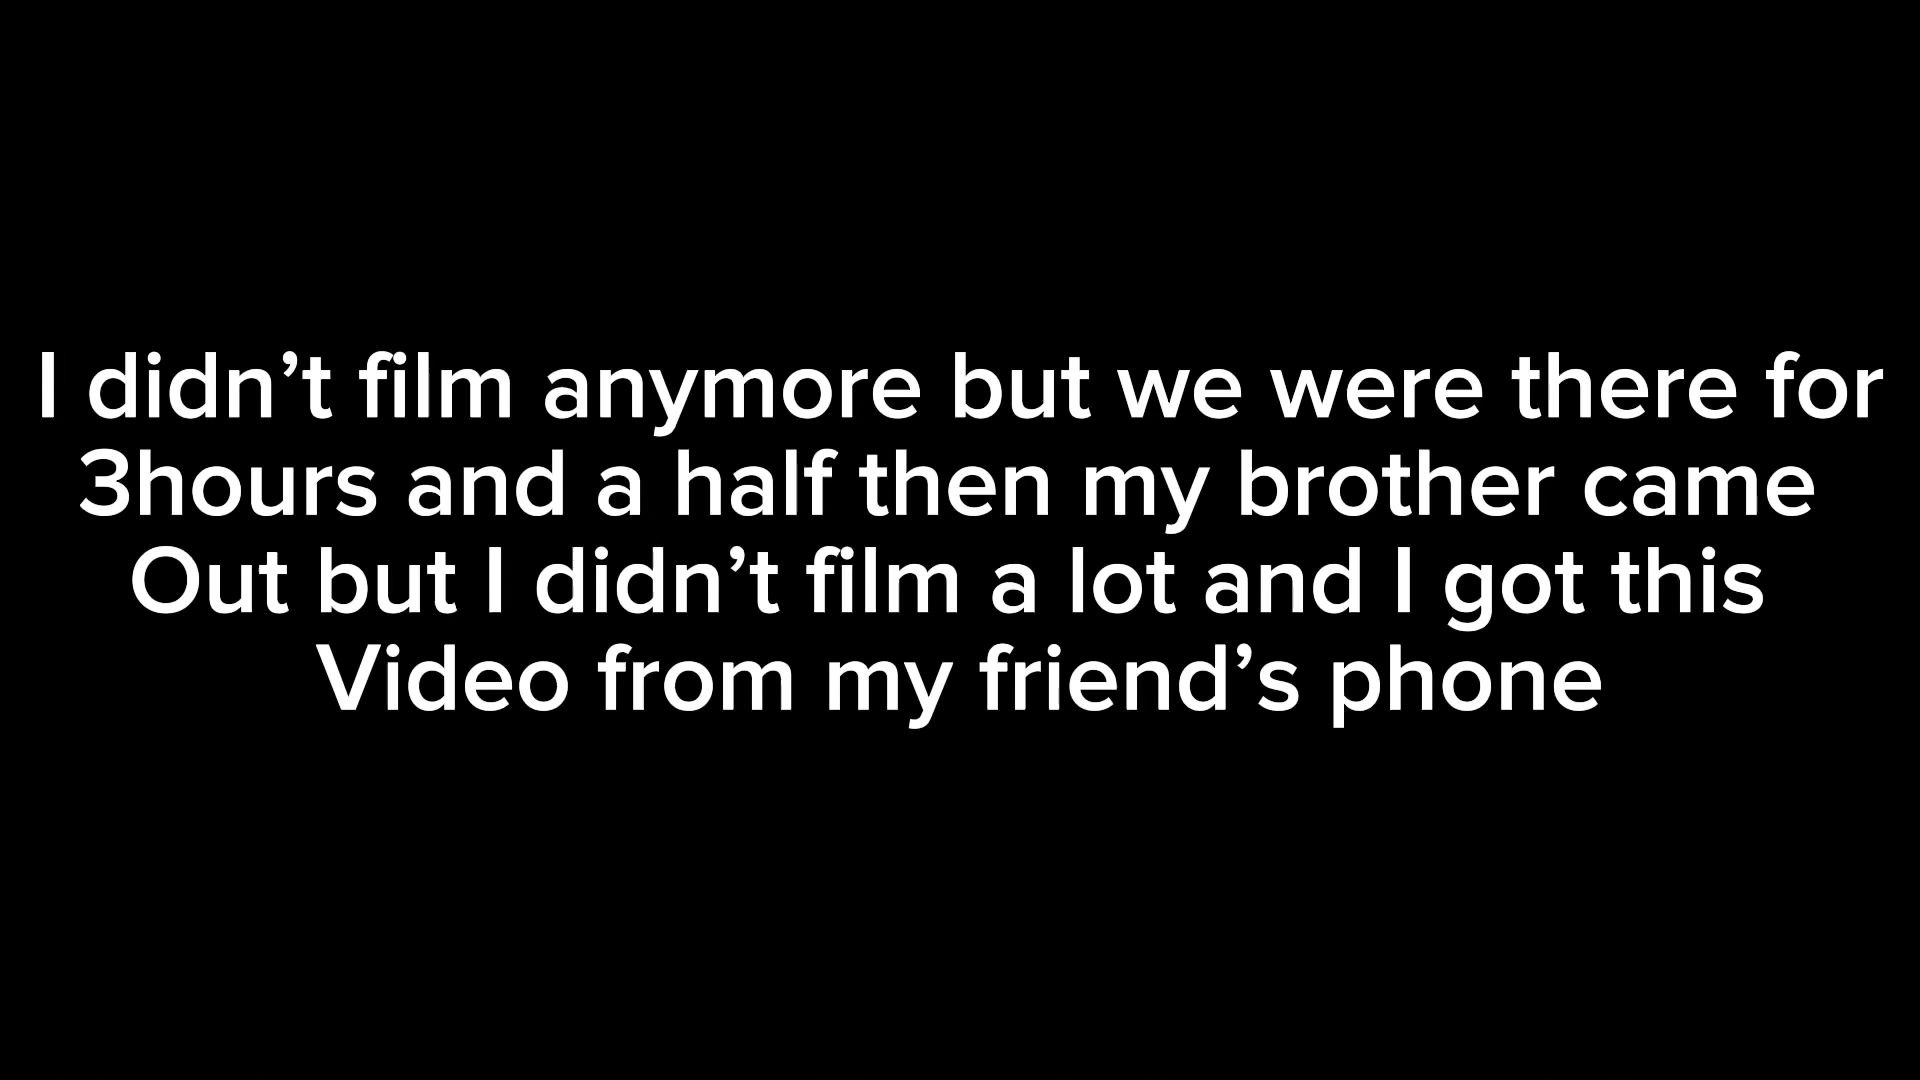 I didn’t film anymore but we were there for
3hours and a half then my brother came
Out but I didn’t film a lot and I got this
Video from my friend’s phone